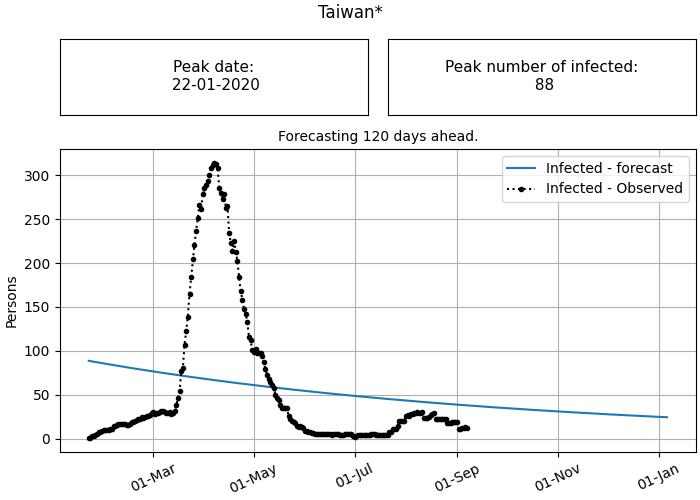 Taiwan*
Peak date:
22-01-2020
Peak number of infected:
88
Forecasting 120 days ahead.
Infected - forecast
Infected - Observed
Persons
300
250
200
150
100
50
0
01-Mar
01-May
01-Jul
01-Sep
01-Nov
01-Jan